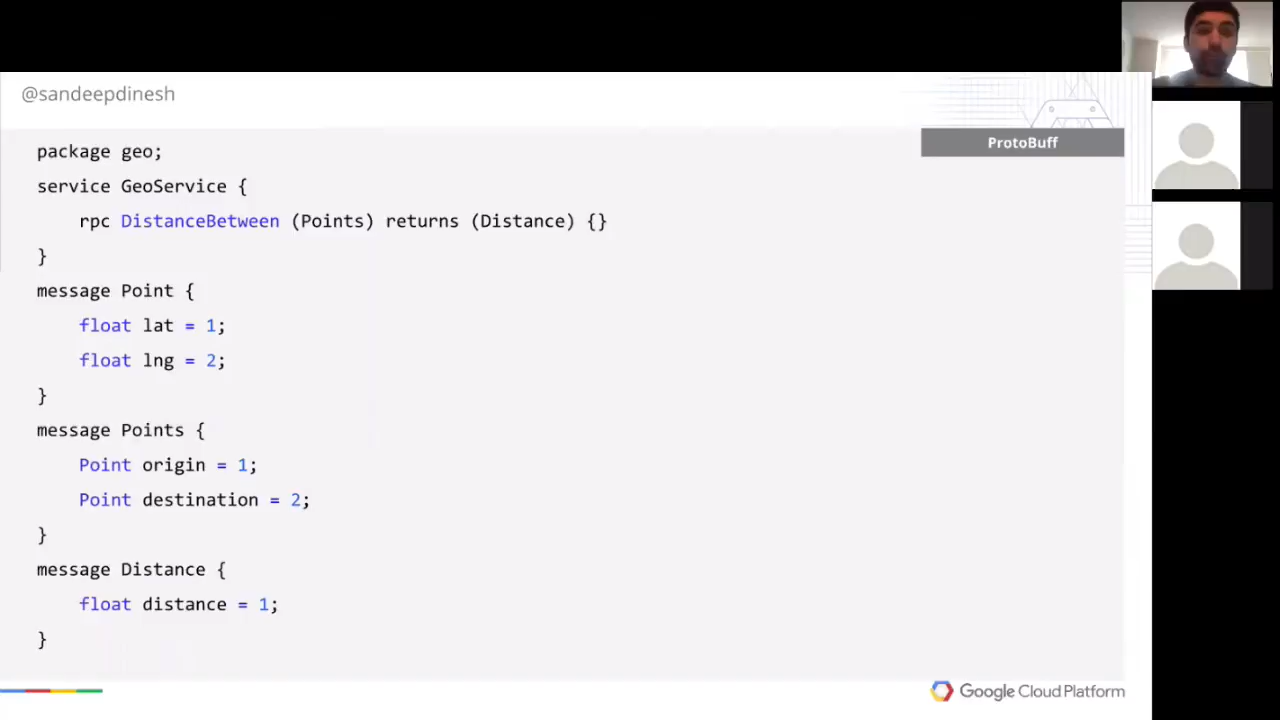 @sandeepdinesh
ProtoBuff
package geo;
service GeoService {
    rpc DistanceBetween (Points) returns (Distance) {}
}
message Point {
    float lat = 1;
    float lng = 2;
}
message Points {
    Point origin = 1;
    Point destination = 2;
}
message Distance {
    float distance = 1;
}
Google Cloud Platform